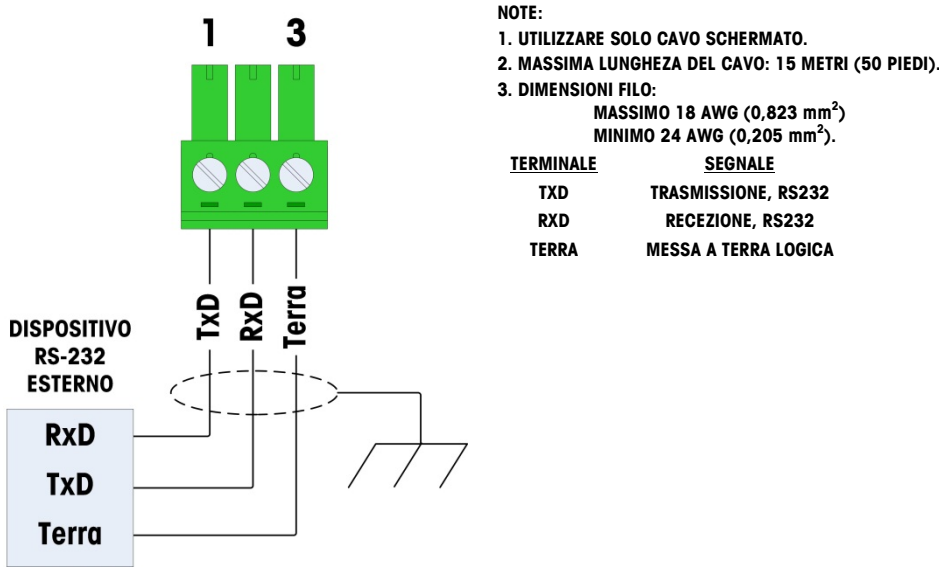 1 3
TxD
RxD
Terra
DISPOSITIVO
RS-232
ESTERNO
RxD
TxD
Terra
NOTE:
1. UTILIZZARE SOLO CAVO SCHERMATO.
2. MASSIMA LUNGHEZA DEL CAVO: 15 METRI (50 PIEDI).
3. DIMENSIONI FILO:
MASSIMO 18 AWG (0,823 mm²)
MINIMO 24 AWG (0,205 mm²).
TERMINALE SEGNALE
TXD TRASMISSIONE, RS232
RXD RECEZIONE, RS232
TERRA MESSA A TERRA LOGICA